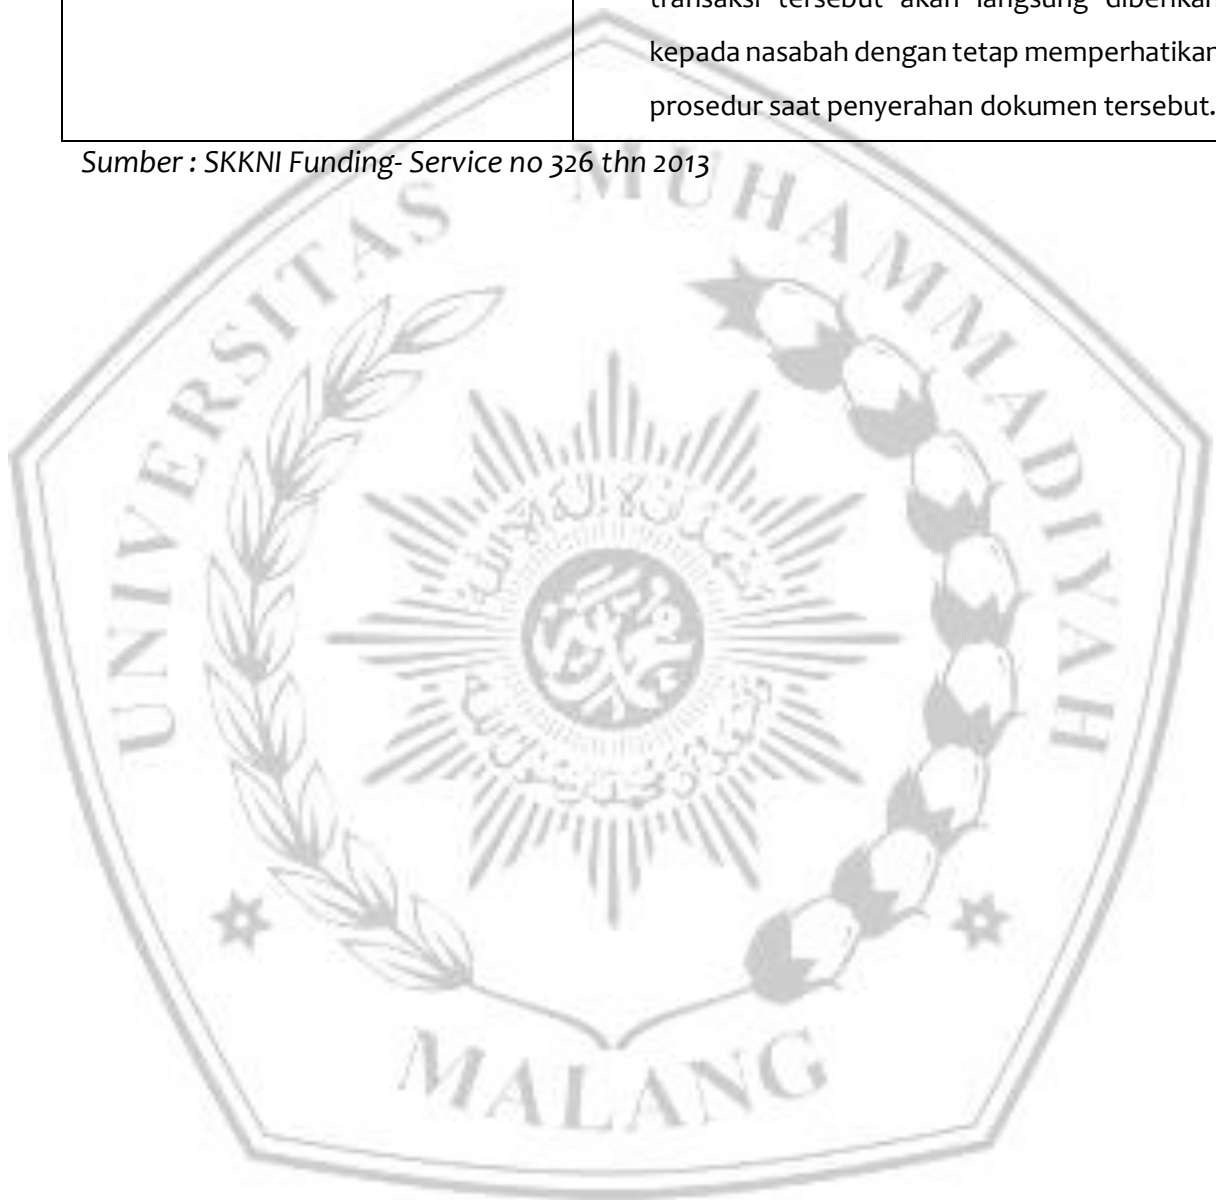 transaksi tersebut akan langsung diberikan
kepada nasabah dengan tetap memperhatikan
prosedur saat penyerahan dokumen tersebut.
Sumber : SKKNI Funding- Service no 326 thn 2013
UNIVERSITAS MUHAMMADIYAH
MALANG